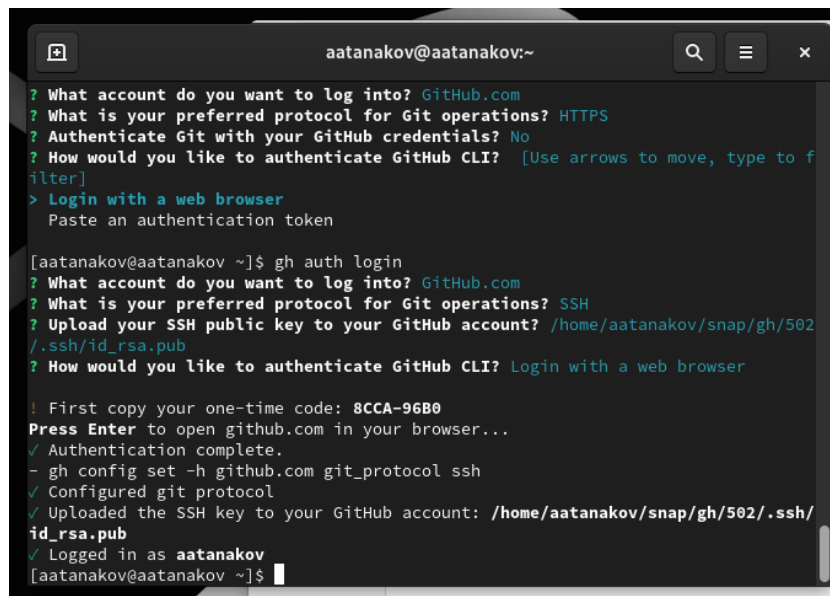 aatanakov@aatanakov:~
? What account do you want to log into? GitHub.com
? What is your preferred protocol for Git operations? HTTPS
? Authenticate Git with your GitHub credentials? No
? How would you like to authenticate GitHub CLI?  [Use arrows to move, type to f
ilter]
> Login with a web browser
  Paste an authentication token
[aatanakov@aatanakov ~]$ gh auth login
? What account do you want to log into? GitHub.com
? What is your preferred protocol for Git operations? SSH
? Upload your SSH public key to your GitHub account? /home/aatanakov/snap/gh/502
/.ssh/id_rsa.pub
? How would you like to authenticate GitHub CLI? Login with a web browser
! First copy your one-time code: 8CCA-96B0
Press Enter to open github.com in your browser...
✓ Authentication complete.
- gh config set -h github.com git_protocol ssh
✓ Configured git protocol
✓ Uploaded the SSH key to your GitHub account: /home/aatanakov/snap/gh/502/.ssh/
id_rsa.pub
✓ Logged in as aatanakov
[aatanakov@aatanakov ~]$